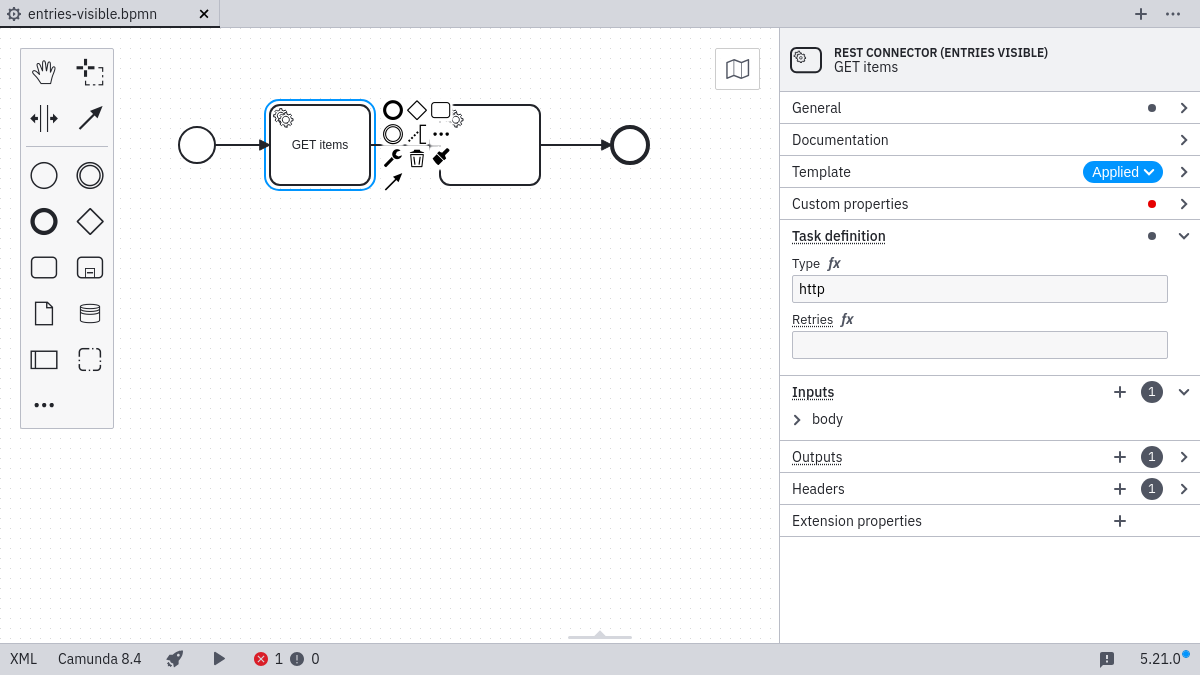 entries-visible.bpmn
REST CONNECTOR (ENTRIES VISIBLE)
GET items
GET items
General
Documentation
Template Applied
Custom properties
Task definition
Type fx
http
Retries fx
Inputs 1
body
Outputs 1
Headers 1
Extension properties
XML Camunda 8.4 1 0 5.21.0